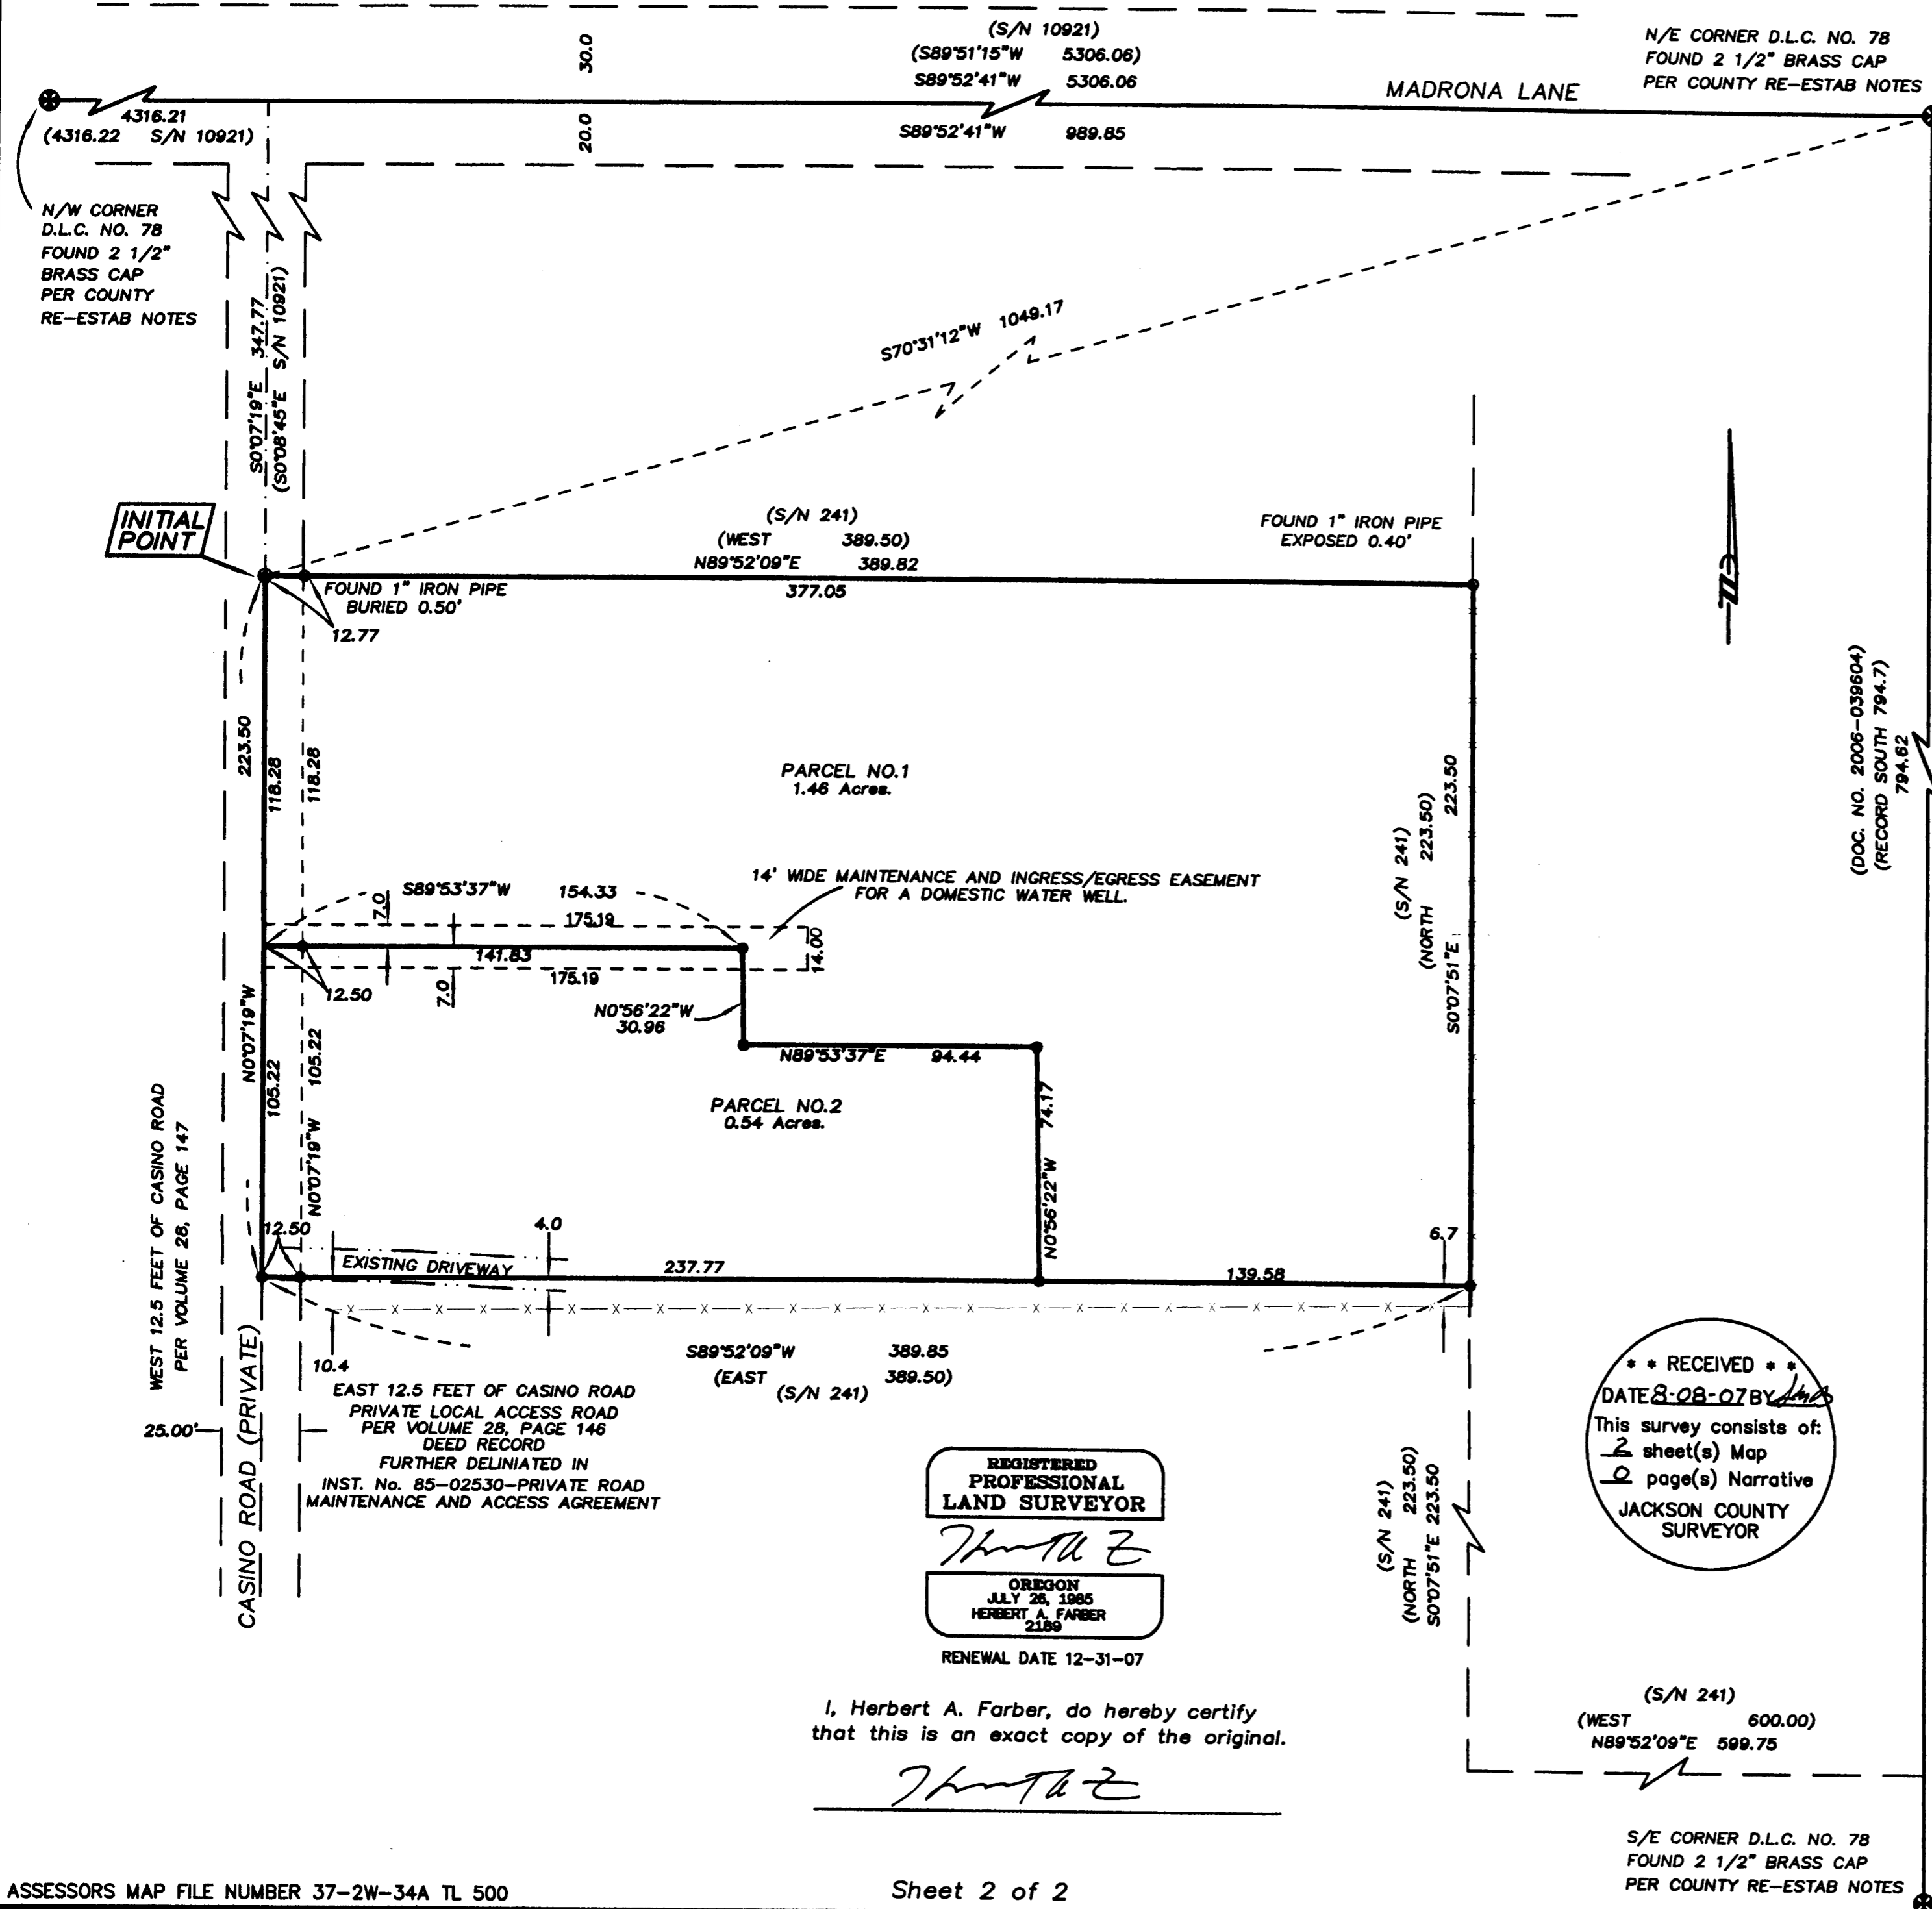 (S/N 10921)
(S89°51'15"W 5306.06)
S89°52'41"W 5306.06
30.0
20.0
S89°52'41"W 989.85
MADRONA LANE
N/E CORNER D.L.C. NO. 78
FOUND 2 1/2" BRASS CAP
PER COUNTY RE-ESTAB NOTES
4316.21
(4316.22 S/N 10921)
N/W CORNER
D.L.C. NO. 78
FOUND 2 1/2"
BRASS CAP
PER COUNTY
RE-ESTAB NOTES
S0°07'19"E 347.77
(S0°08'45"E S/N 10921)
S70°31'12"W 1049.17
INITIAL
POINT
(S/N 241)
(WEST 389.50)
N89°52'09"E 389.82
377.05
FOUND 1" IRON PIPE
EXPOSED 0.40'
FOUND 1" IRON PIPE
BURIED 0.50'
12.77
223.50
118.28
118.28
PARCEL NO.1
1.46 Acres.
(S/N 241)
(NORTH 223.50)
S0°07'51"E 223.50
(DOC. NO. 2006-039604)
(RECORD SOUTH 794.7)
794.62
14' WIDE MAINTENANCE AND INGRESS/EGRESS EASEMENT
FOR A DOMESTIC WATER WELL.
S89°53'37"W 154.33
7.0
175.19
14.00
141.83
175.19
12.50
7.0
N0°56'22"W
30.96
N89°53'37"E 94.44
N0°07'19"W
105.22
N0°07'19"W 105.22
PARCEL NO.2
0.54 Acres.
74.17
N0°56'22"W
WEST 12.5 FEET OF CASINO ROAD
PER VOLUME 28, PAGE 147
12.50
4.0
6.7
EXISTING DRIVEWAY
237.77
139.58
10.4
S89°52'09"W 389.85
(EAST 389.50)
(S/N 241)
25.00'
CASINO ROAD (PRIVATE)
EAST 12.5 FEET OF CASINO ROAD
PRIVATE LOCAL ACCESS ROAD
PER VOLUME 28, PAGE 146
DEED RECORD
FURTHER DELINIATED IN
INST. No. 85-02530-PRIVATE ROAD
MAINTENANCE AND ACCESS AGREEMENT
REGISTERED
PROFESSIONAL
LAND SURVEYOR
OREGON
JULY 26, 1985
HERBERT A. FARBER
2189
RENEWAL DATE 12-31-07
(S/N 241)
(NORTH 223.50)
S0°07'51"E 223.50
* * RECEIVED * *
DATE 8-08-07 BY
This survey consists of:
2 sheet(s) Map
0 page(s) Narrative
JACKSON COUNTY
SURVEYOR
I, Herbert A. Farber, do hereby certify
that this is an exact copy of the original.
(S/N 241)
(WEST 600.00)
N89°52'09"E 599.75
S/E CORNER D.L.C. NO. 78
FOUND 2 1/2" BRASS CAP
PER COUNTY RE-ESTAB NOTES
ASSESSORS MAP FILE NUMBER 37-2W-34A TL 500
Sheet 2 of 2